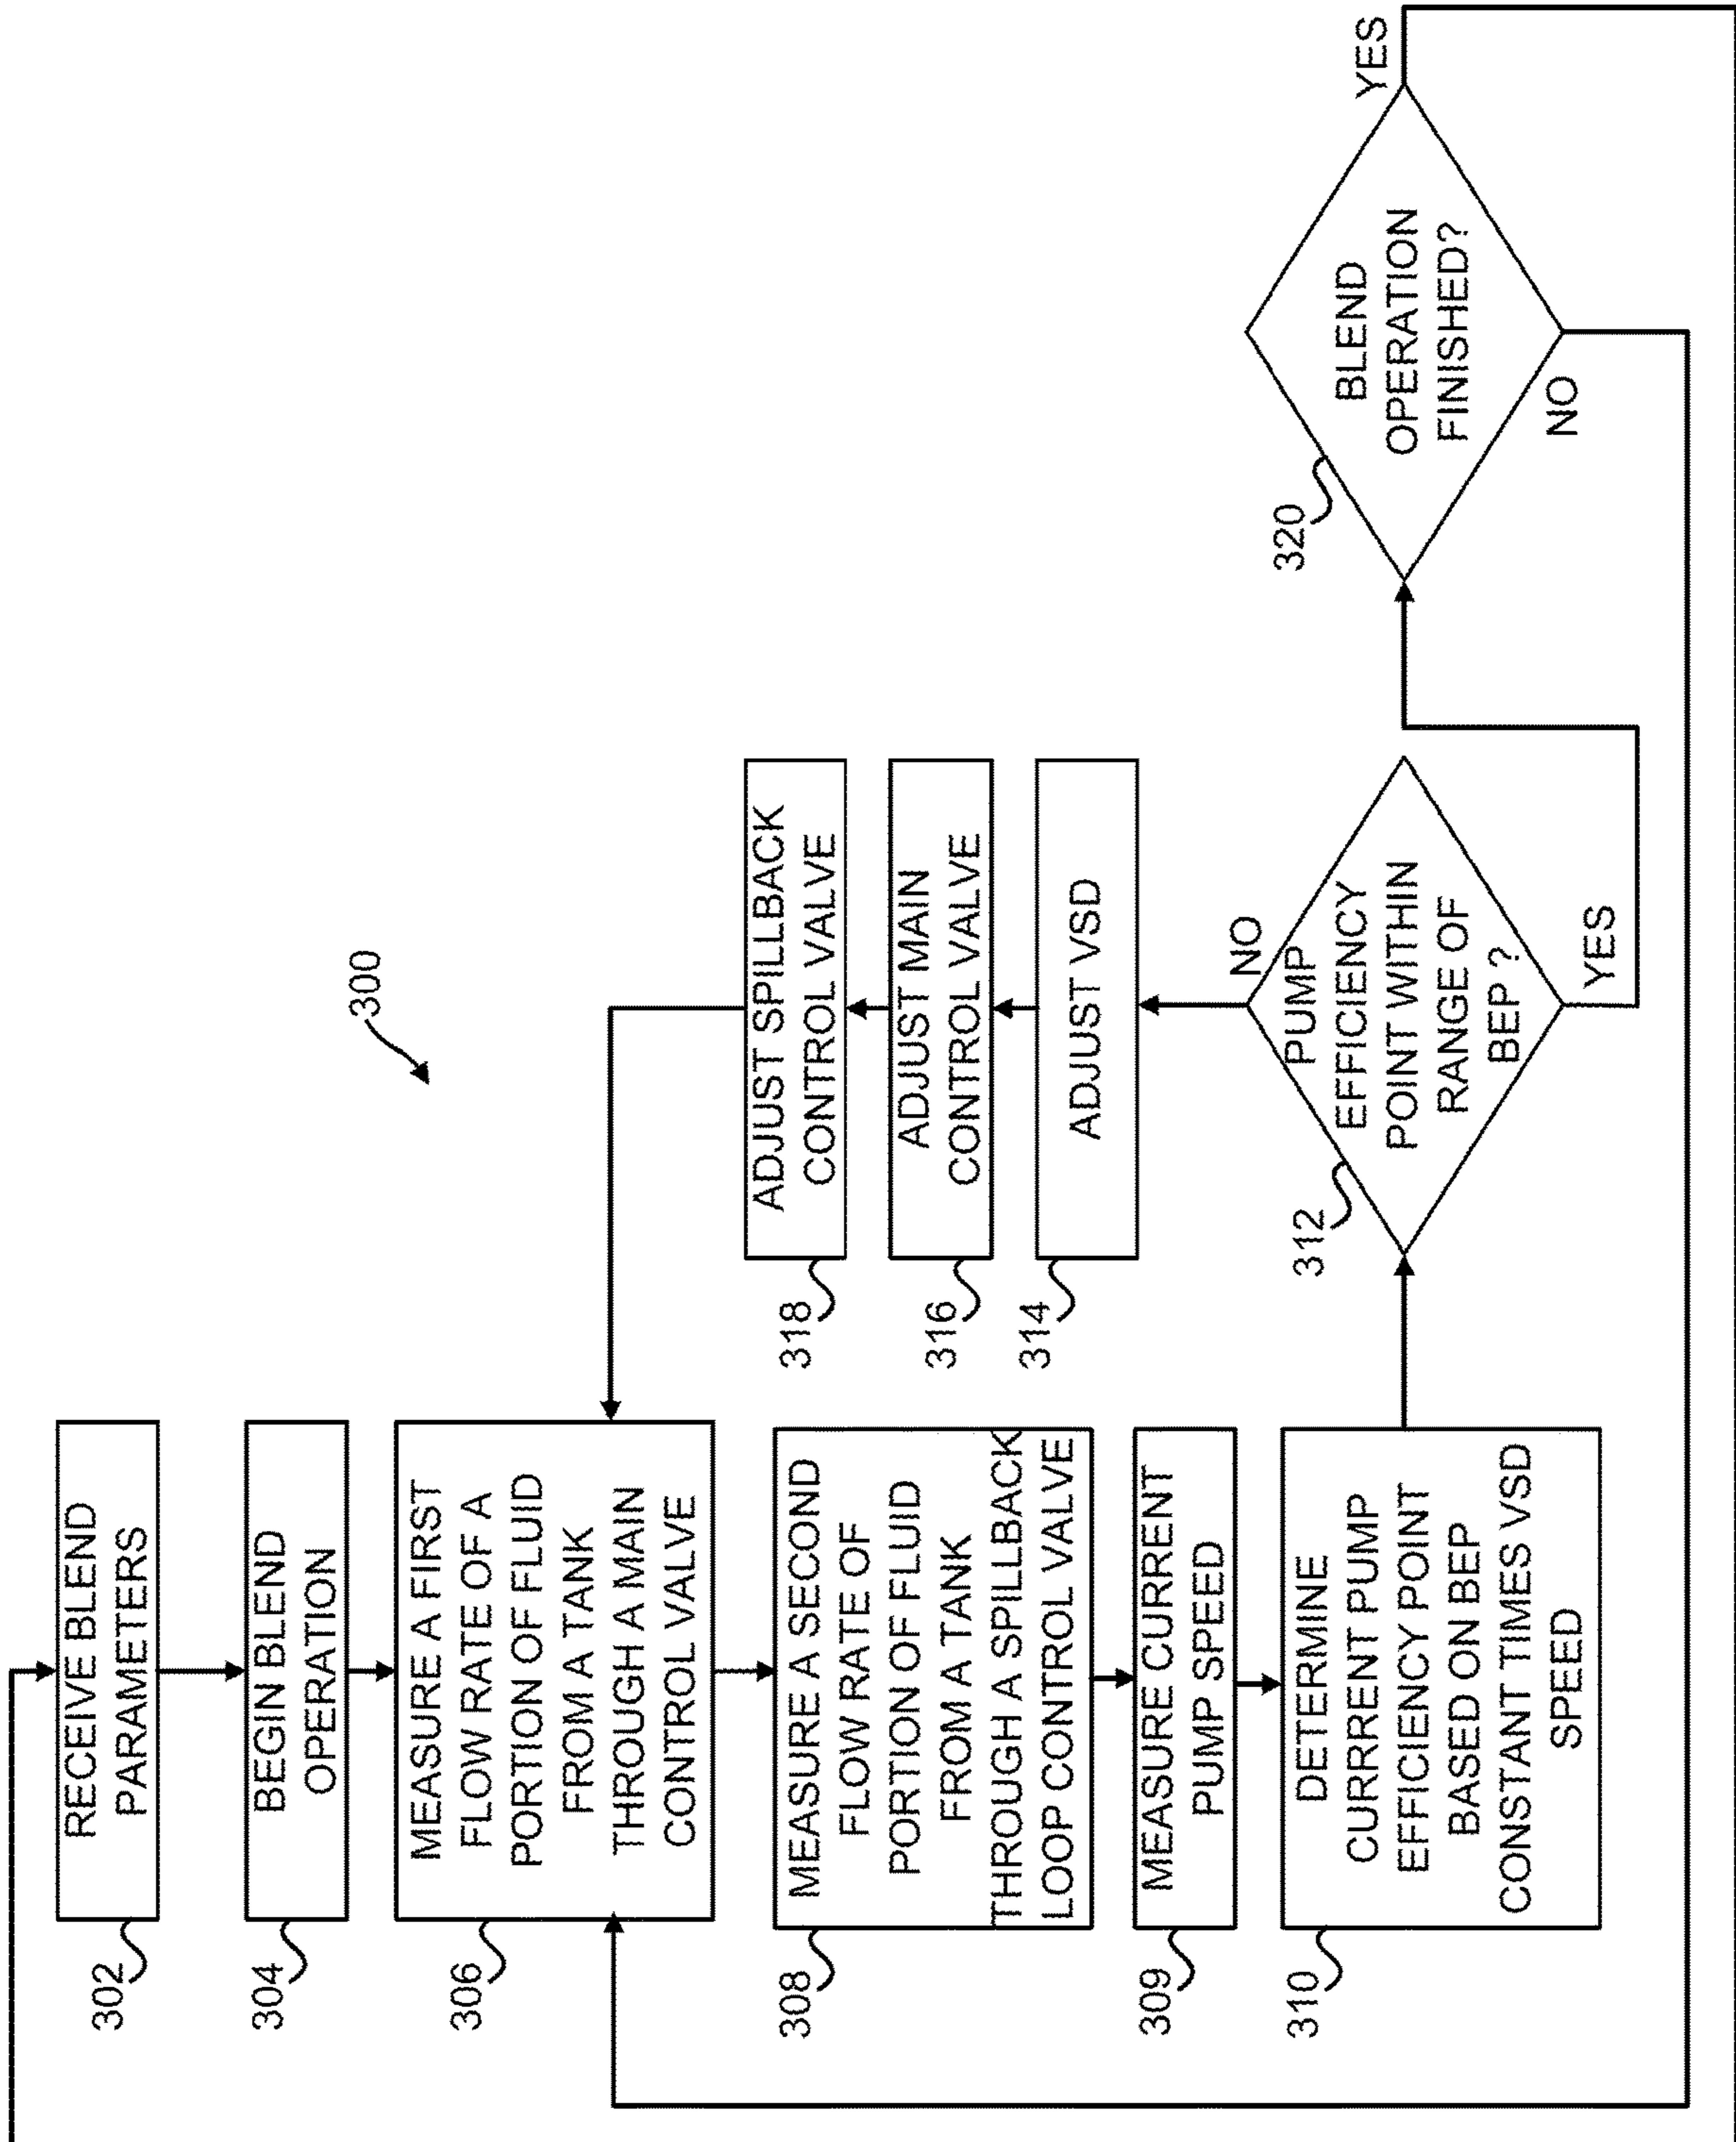 300
302
RECEIVE BLEND
PARAMETERS
304
BEGIN BLEND
OPERATION
306
MEASURE A FIRST
FLOW RATE OF A
PORTION OF FLUID
FROM A TANK
THROUGH A MAIN
CONTROL VALVE
308
MEASURE A SECOND
FLOW RATE OF
PORTION OF FLUID
FROM A TANK
THROUGH A SPILLBACK
LOOP CONTROL VALVE
309
MEASURE CURRENT
PUMP SPEED
310
DETERMINE
CURRRENT PUMP
EFFICIENCY POINT
BASED ON BEP
CONSTANT TIMES VSD
SPEED
318
ADJUST SPILLBACK
CONTROL VALVE
316
ADJUST MAIN
CONTROL VALVE
314
ADJUST VSD
312
NO
PUMP
EFFICIENCY
POINT WITHIN
RANGE OF
BEP ?
YES
320
BLEND
OPERATION
FINISHED?
YES
NO